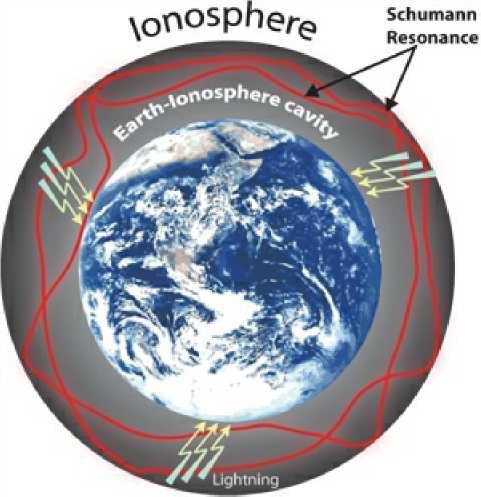 Ionosphere
Schumann
Resonance
Earth-Ionosphere cavity
Lightning